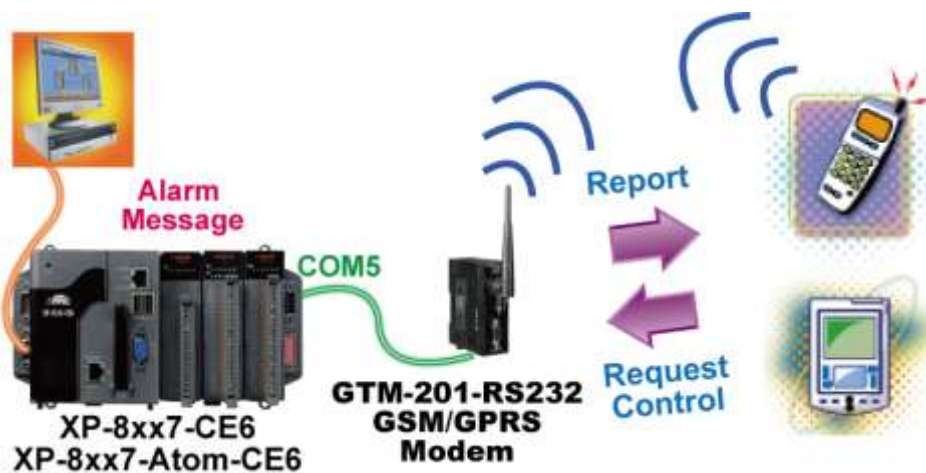 Alarm
Message
COM5
Report
Request
Control
GTM-201-RS232
GSM/GPRS
Modem
XP-8xx7-CE6
XP-8xx7-Atom-CE6